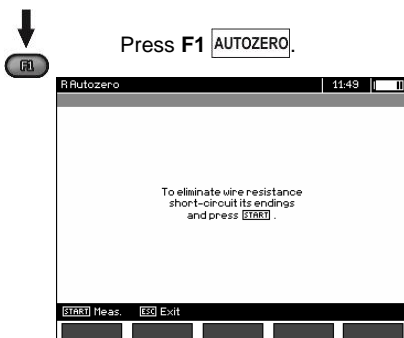 Press F1 AUTOZERO.
F1
R Autozero 11:49
To eliminate wire resistance
short-circuit its endings
and press START .
START Meas. ESC Exit